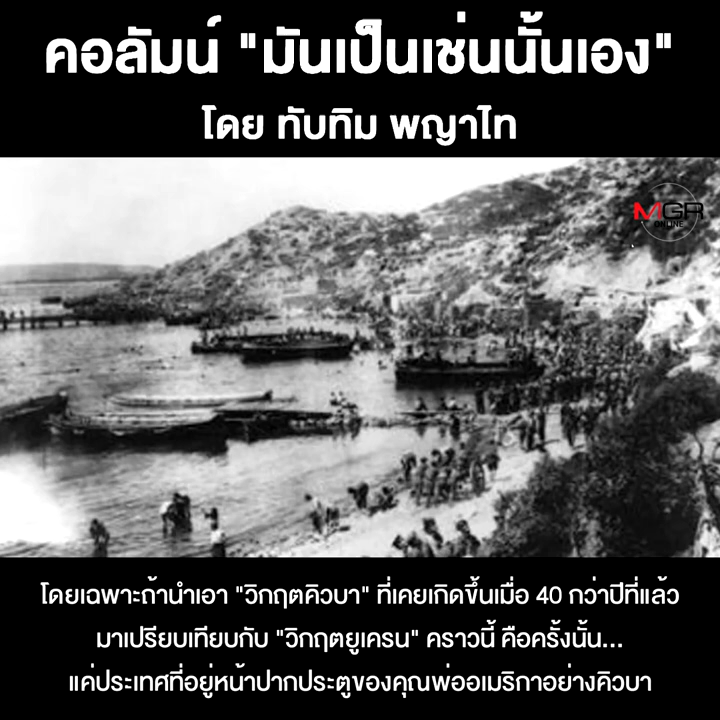 คอลัมน์ "มันเป็นเช่นนั้นเอง"
โดย ทับทิม พญาไท
MGR
ONLINE
โดยเฉพาะถ้านำเอา "วิกฤตคิวบา" ที่เคยเกิดขึ้นเมื่อ 40 กว่าปีที่แล้ว
มาเปรียบเทียบกับ "วิกฤตยูเครน" คราวนี้ คือครั้งนั้น...
แค่ประเทศที่อยู่หน้าปากประตูของคุณพ่ออเมริกาอย่างคิวบา